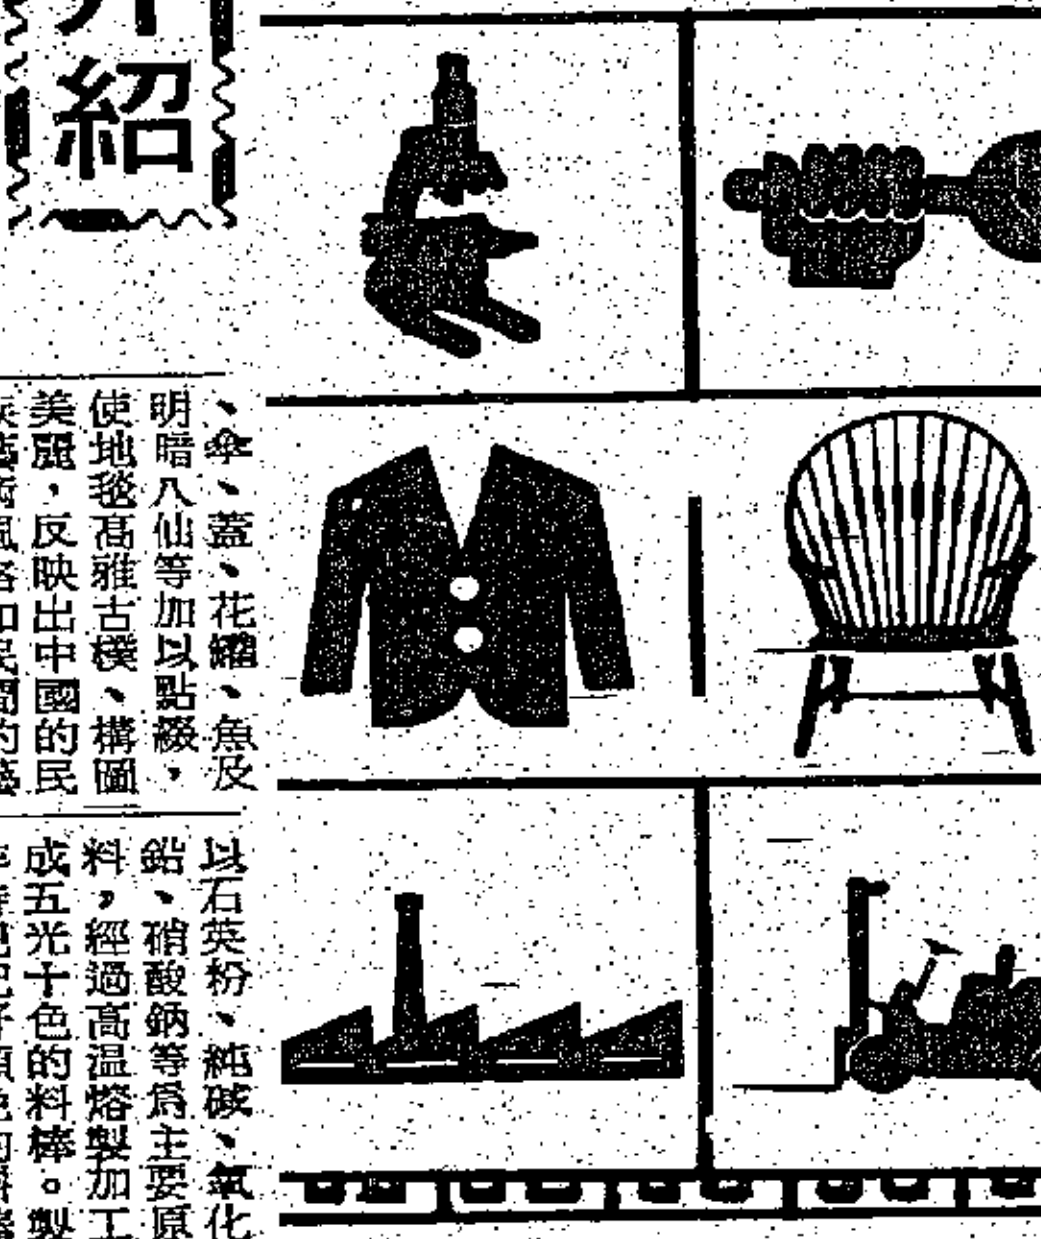 介紹
、傘、蓋、花罐、魚及
明暗八仙等加以點綴，
使地毯高雅古樸、構圖
美麗，反映出中國的民
以石英粉、純碱、氧化
鉛、硝酸鈉等爲主要原
料，經過高温熔製加工
成五光十色的料棒。製